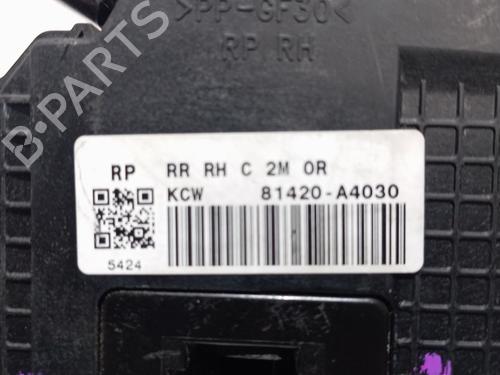 >PP-GF30<
RP RH
RP RR RH C 2M OR
KCW 81420-A4030
5424
B-Parts